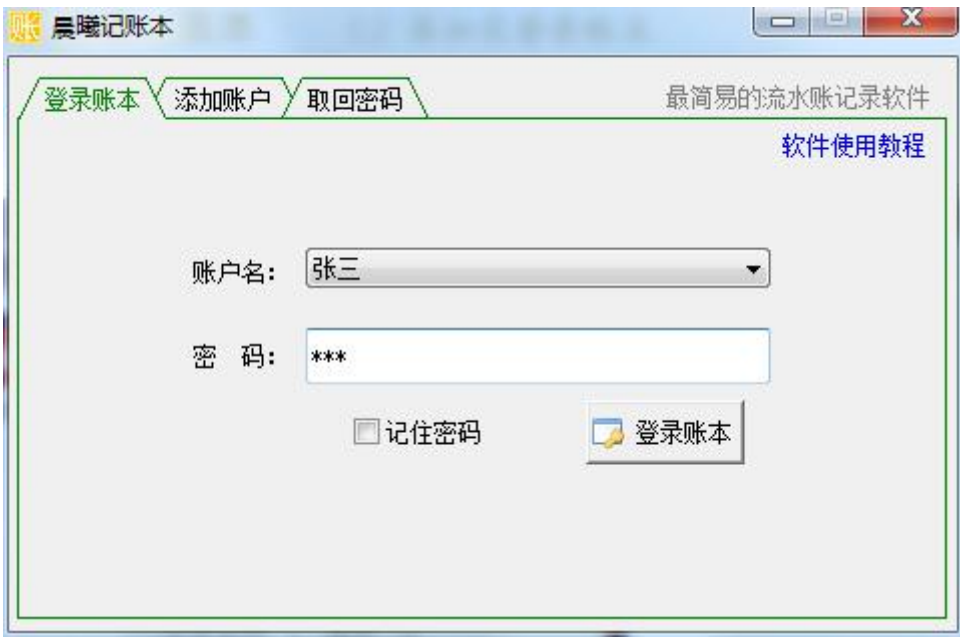 账 晨曦记账本
登录账本 添加账户 取回密码 最简易的流水账记录软件
软件使用教程
账户名： 张三
密 码： ***
记住密码 登录账本